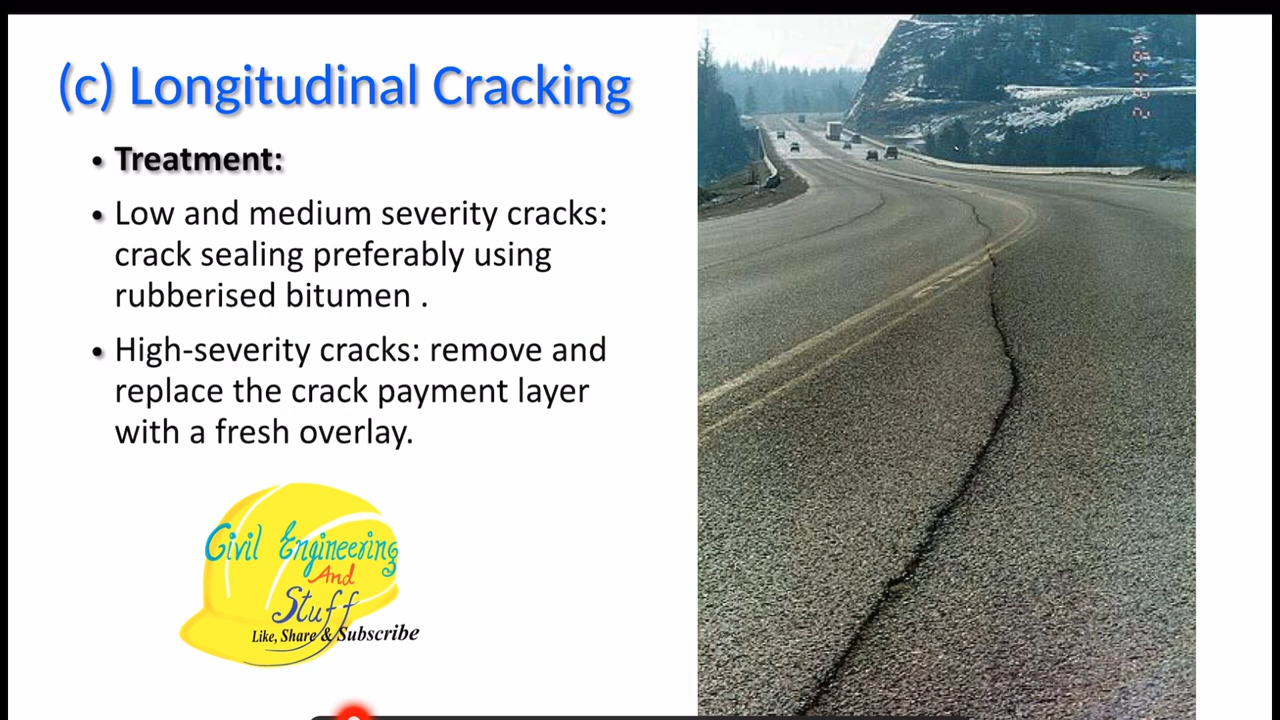 (c) Longitudinal Cracking
• Treatment:
• Low and medium severity cracks:
crack sealing preferably using
rubberised bitumen .
• High-severity cracks: remove and
replace the crack payment layer
with a fresh overlay.
Civil Engineering
And
Stuff
Like, Share & Subscribe